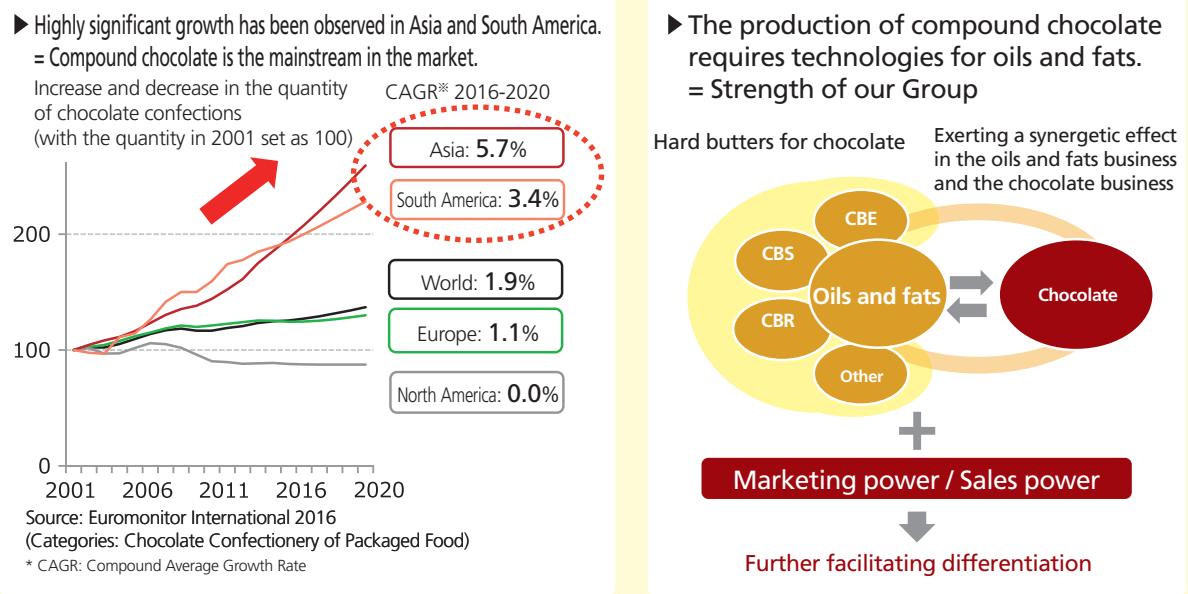 ▶ Highly significant growth has been observed in Asia and South America.
= Compound chocolate is the mainstream in the market.
Increase and decrease in the quantity
of chocolate confections
(with the quantity in 2001 set as 100)
CAGR※ 2016-2020
Asia: 5.7%
South America: 3.4%
World: 1.9%
Europe: 1.1%
North America: 0.0%
200
100
0
2001 2006 2011 2016 2020
Source: Euromonitor International 2016
(Categories: Chocolate Confectionery of Packaged Food)
* CAGR: Compound Average Growth Rate
▶ The production of compound chocolate
requires technologies for oils and fats.
= Strength of our Group
Hard butters for chocolate
Exerting a synergetic effect
in the oils and fats business
and the chocolate business
CBE
CBS
Oils and fats
CBR
Other
Chocolate
Marketing power / Sales power
Further facilitating differentiation